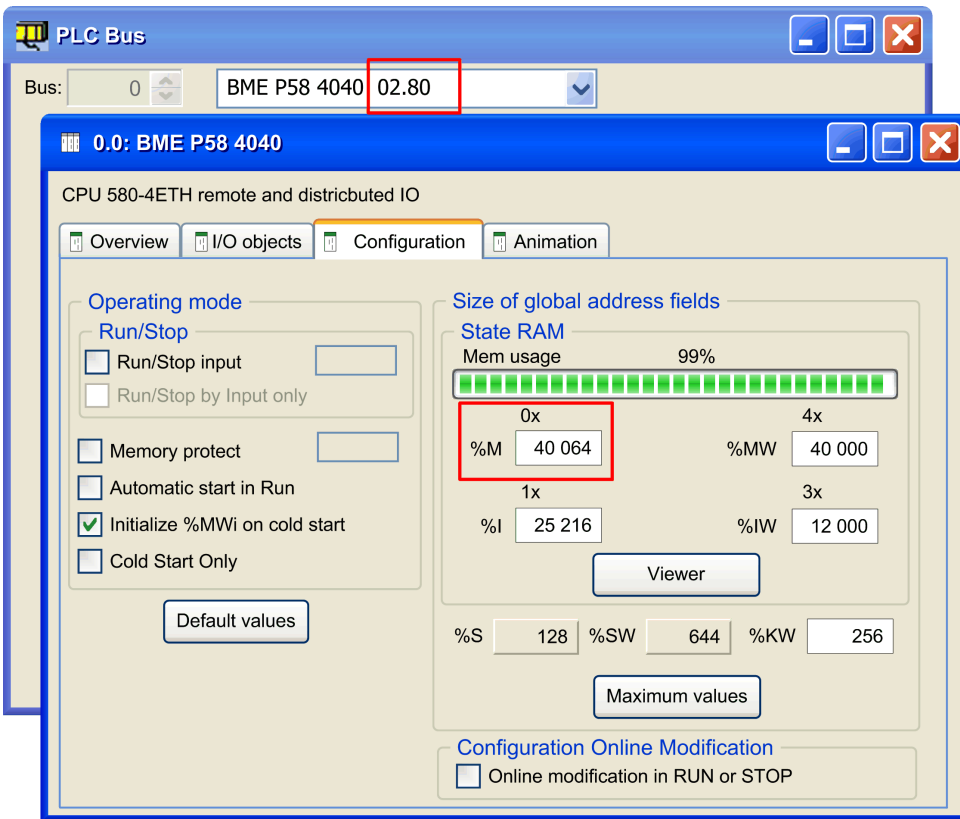 PLC Bus
Bus: 0 BME P58 4040 02.80
0.0: BME P58 4040
CPU 580-4ETH remote and districbuted IO
Overview I/O objects Configuration Animation
Operating mode
Run/Stop
Run/Stop input
Run/Stop by Input only
Memory protect
Automatic start in Run
Initialize %MWi on cold start
Cold Start Only
Default values
Size of global address fields
State RAM
Mem usage 99%
0x 4x
%M 40 064 %MW 40 000
1x 3x
%I 25 216 %IW 12 000
Viewer
%S 128 %SW 644 %KW 256
Maximum values
Configuration Online Modification
Online modification in RUN or STOP